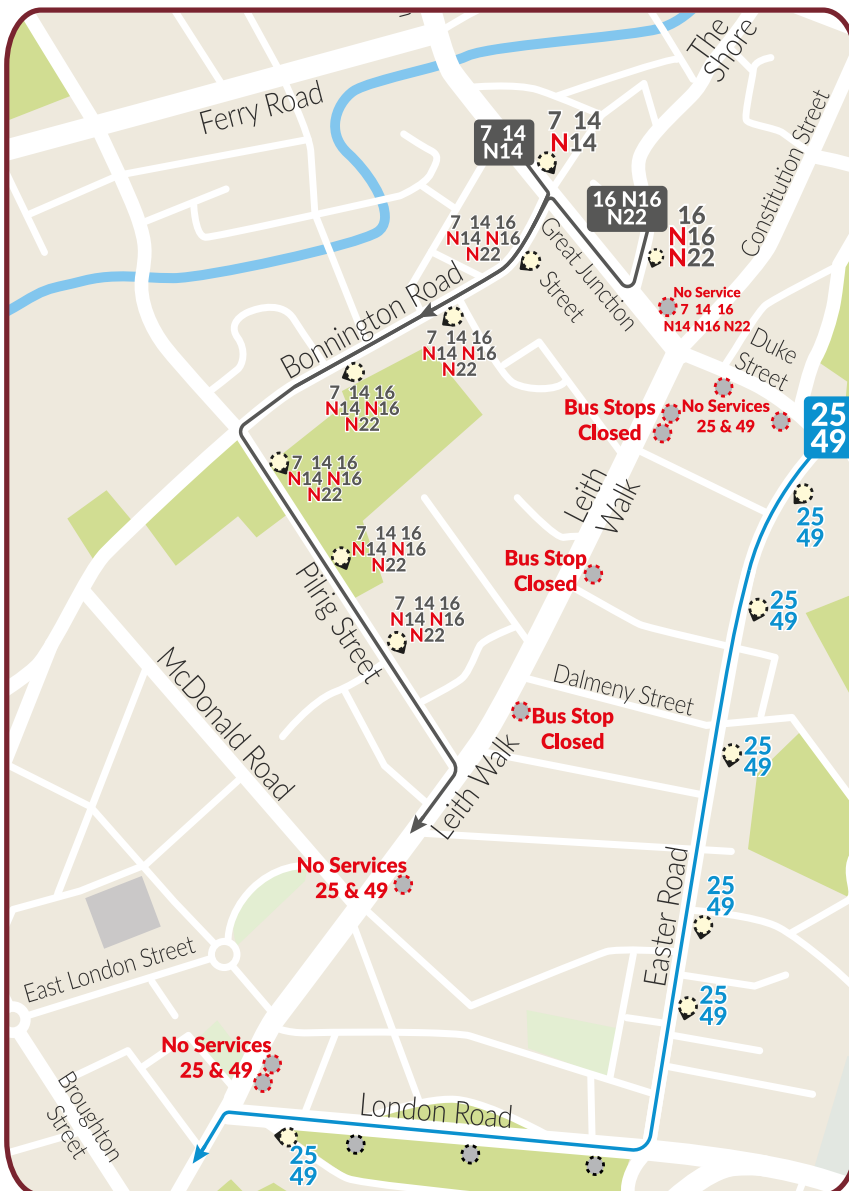 The
Shore
Ferry Road
Constitution Street
7 14
N14
7 14
N14
16 N16
N22
16
N16
N22
7 14 16
N14 N16
N22
Great Junction
Street
No Service
7 14 16
N14 N16 N22
Bonnington Road
7 14 16
N14 N16
N22
Duke
Street
7 14 16
N14 N16
N22
Bus Stops
Closed
No Services
25 & 49
25
49
7 14 16
N14 N16
N22
Leith
Walk
25
49
7 14 16
N14 N16
N22
Bus Stop
Closed
Pilrig Street
25
49
7 14 16
N14 N16
N22
McDonald Road
Dalmeny Street
Bus Stop
Closed
25
49
Leith Walk
No Services
25 & 49
Easter Road
25
49
East London Street
25
49
No Services
25 & 49
Broughton
Street
London Road
25
49